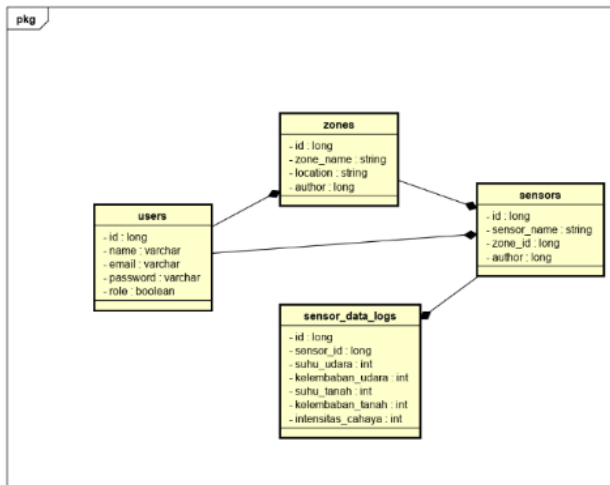 pkg
zones
- id : long
- zone_name : string
- location : string
- author : long
sensors
- id : long
- sensor_name : string
- zone_id : long
- author : long
users
- id : long
- name : varchar
- email : varchar
- password : varchar
- role : boolean
sensor_data_logs
- id : long
- sensor_id : long
- suhu_udara : int
- kelembaban_udara : int
- suhu_tanah : int
- kelembaban_tanah : int
- intensitas_cahaya : int